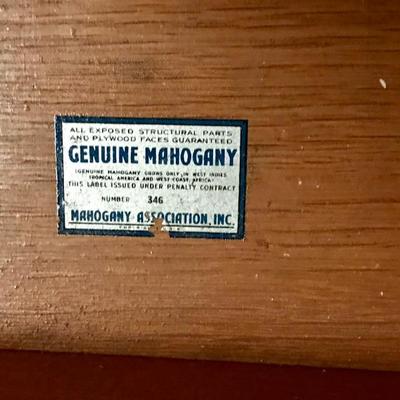 ALL EXPOSED STRUCTURAL PARTS
AND PLYWOOD FACES GUARANTEED
GENUINE MAHOGANY
(GENUINE MAHOGANY GROWS ONLY IN WEST INDIES,
TROPICAL AMERICA AND WEST COAST, AFRICA)
THIS LABEL ISSUED UNDER PENALTY CONTRACT
NUMBER 346
MAHOGANY ASSOCIATION, INC.